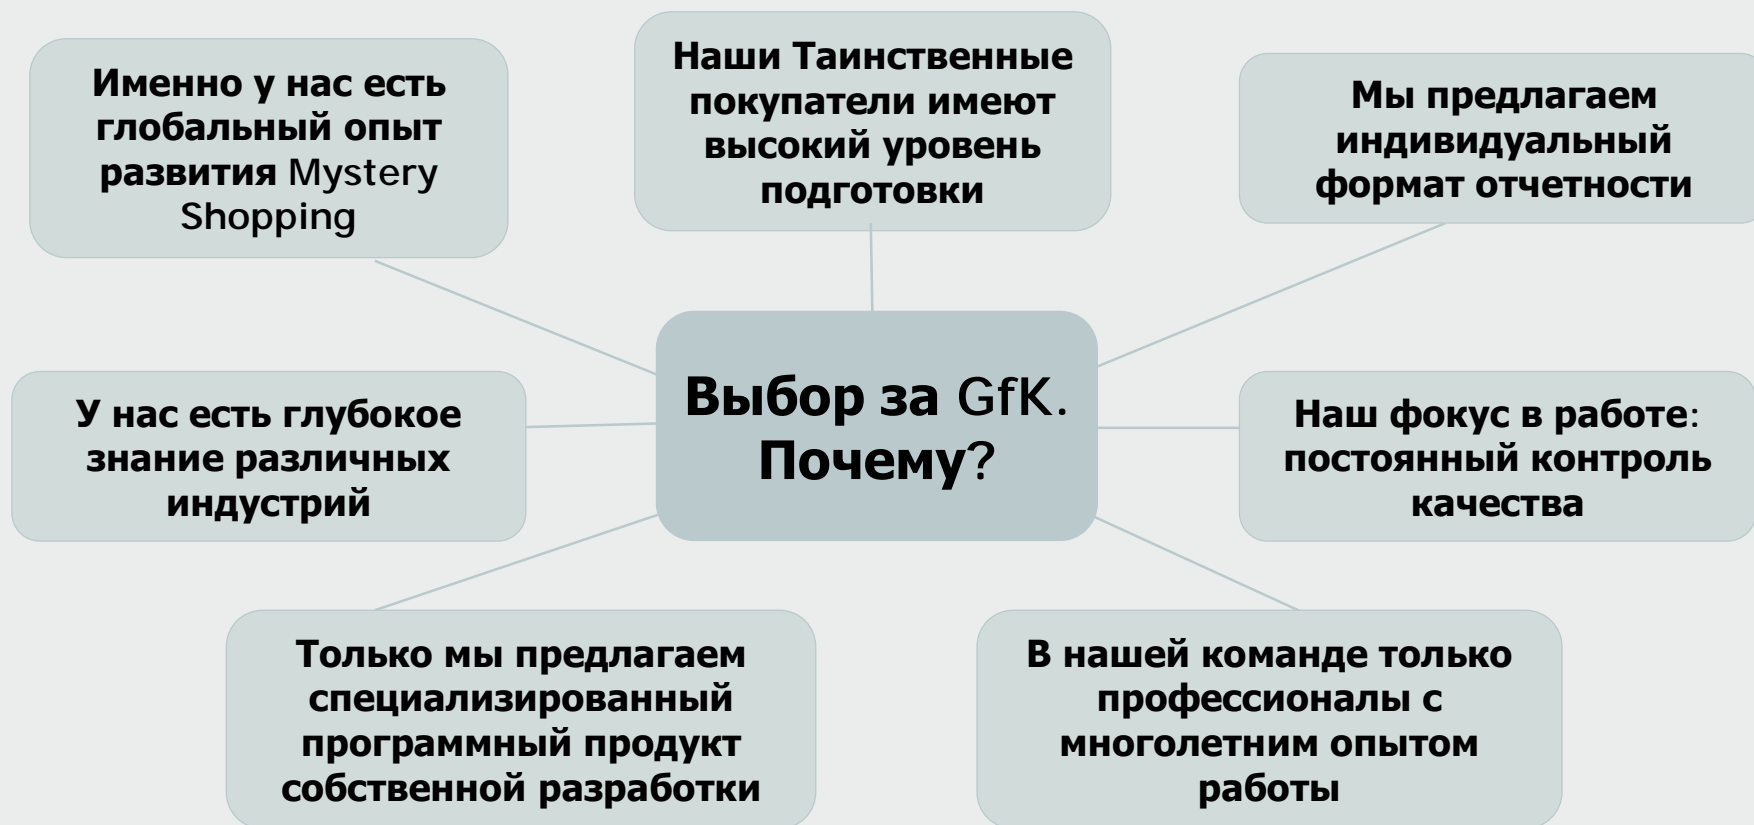 Именно у нас есть
глобальный опыт
развития Mystery
Shopping
Наши Таинственные
покупатели имеют
высокий уровень
подготовки
Мы предлагаем
индивидуальный
формат отчетности
У нас есть глубокое
знание различных
индустрий
Выбор за GfK.
Почему?
Наш фокус в работе:
постоянный контроль
качества
Только мы предлагаем
специализированный
программный продукт
собственной разработки
В нашей команде только
профессионалы с
многолетним опытом
работы